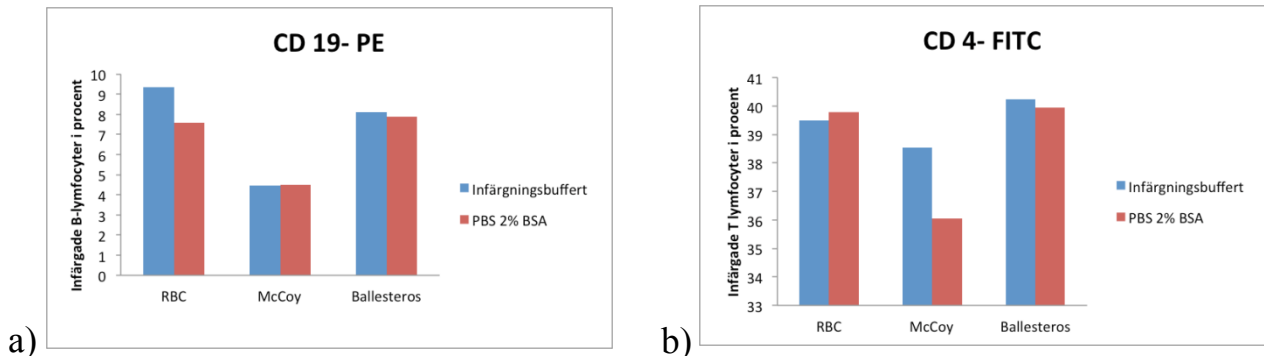 a)
CD 19- PE
Infärgade B-lymfocyter i procent
10
9
8
7
6
5
4
3
2
1
0
RBC McCoy Ballesteros
Infärgningsbuffert
PBS 2% BSA
b)
CD 4- FITC
Infärgade T lymfocyter i procent
41
40
39
38
37
36
35
34
33
RBC McCoy Ballesteros
Infärgningsbuffert
PBS 2% BSA